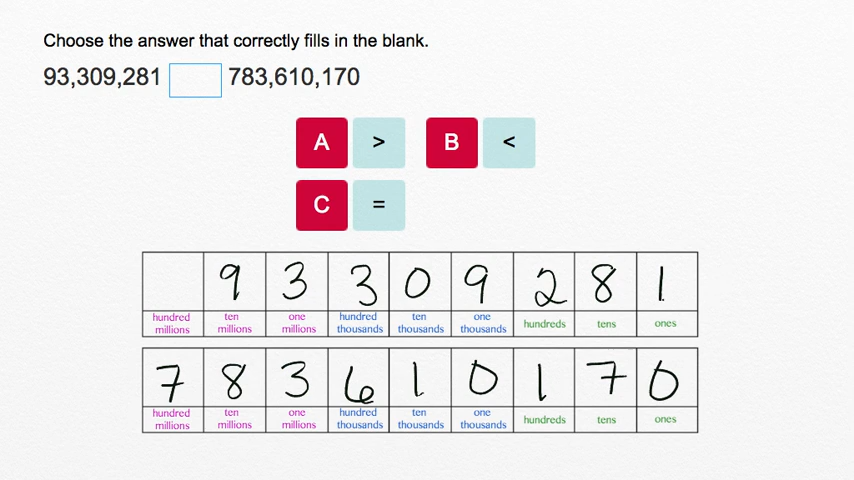 Choose the answer that correctly fills in the blank.
93,309,281 783,610,170
A > B <
C =
9 3 3 0 9 2 8 1
hundred millions ten millions one millions hundred thousands ten thousands one thousands hundreds tens ones
7 8 3 6 1 0 1 7 0
hundred millions ten millions one millions hundred thousands ten thousands one thousands hundreds tens ones